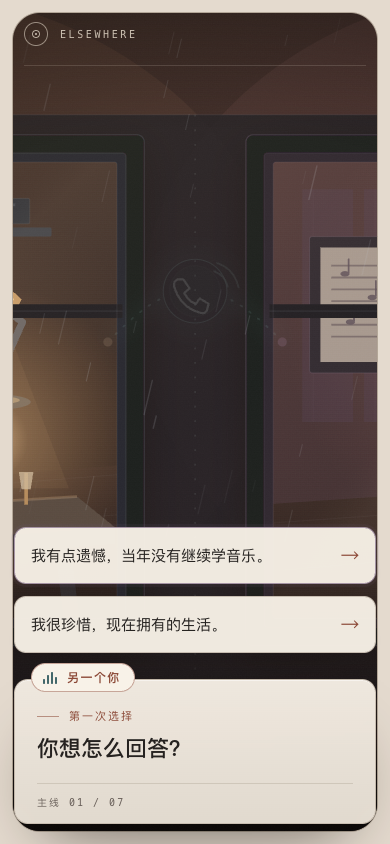 ELSEWHERE
我有点遗憾，当年没有继续学音乐。
我很珍惜，现在拥有的生活。
另一个你
第一次选择
你想怎么回答?
主线 01 / 07